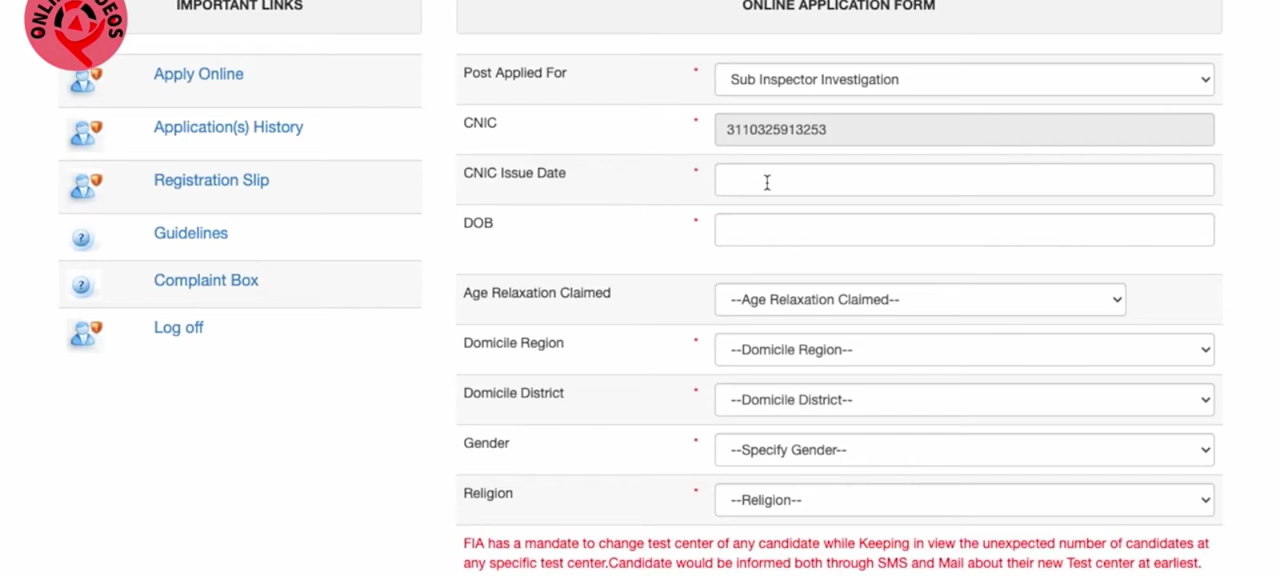 IMPORTANT LINKS
ONLINE APPLICATION FORM
ONLI
DEOS
Apply Online
Application(s) History
Registration Slip
Guidelines
Complaint Box
Log off
Post Applied For * Sub Inspector Investigation
CNIC * 3110325913253
CNIC Issue Date *
DOB *
Age Relaxation Claimed --Age Relaxation Claimed--
Domicile Region * --Domicile Region--
Domicile District * --Domicile District--
Gender * --Specify Gender--
Religion * --Religion--
FIA has a mandate to change test center of any candidate while Keeping in view the unexpected number of candidates at
any specific test center.Candidate would be informed both through SMS and Mail about their new Test center at earliest.